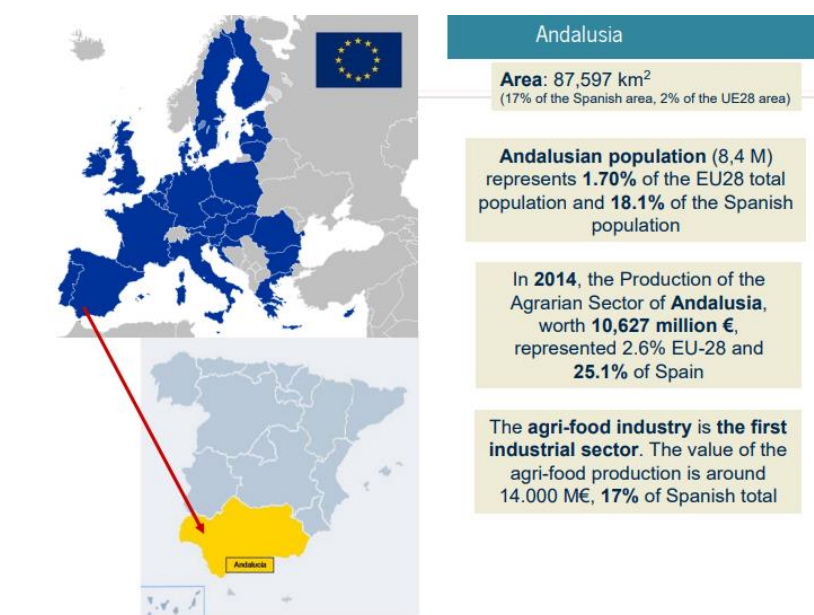 Andalusia
Area: 87,597 km²
(17% of the Spanish area, 2% of the UE28 area)
Andalusian population (8,4 M)
represents 1.70% of the EU28 total
population and 18.1% of the Spanish
population
In 2014, the Production of the
Agrarian Sector of Andalusia,
worth 10,627 million €,
represented 2.6% EU-28 and
25.1% of Spain
The agri-food industry is the first
industrial sector. The value of the
agri-food production is around
14.000 M€, 17% of Spanish total
Andalucía